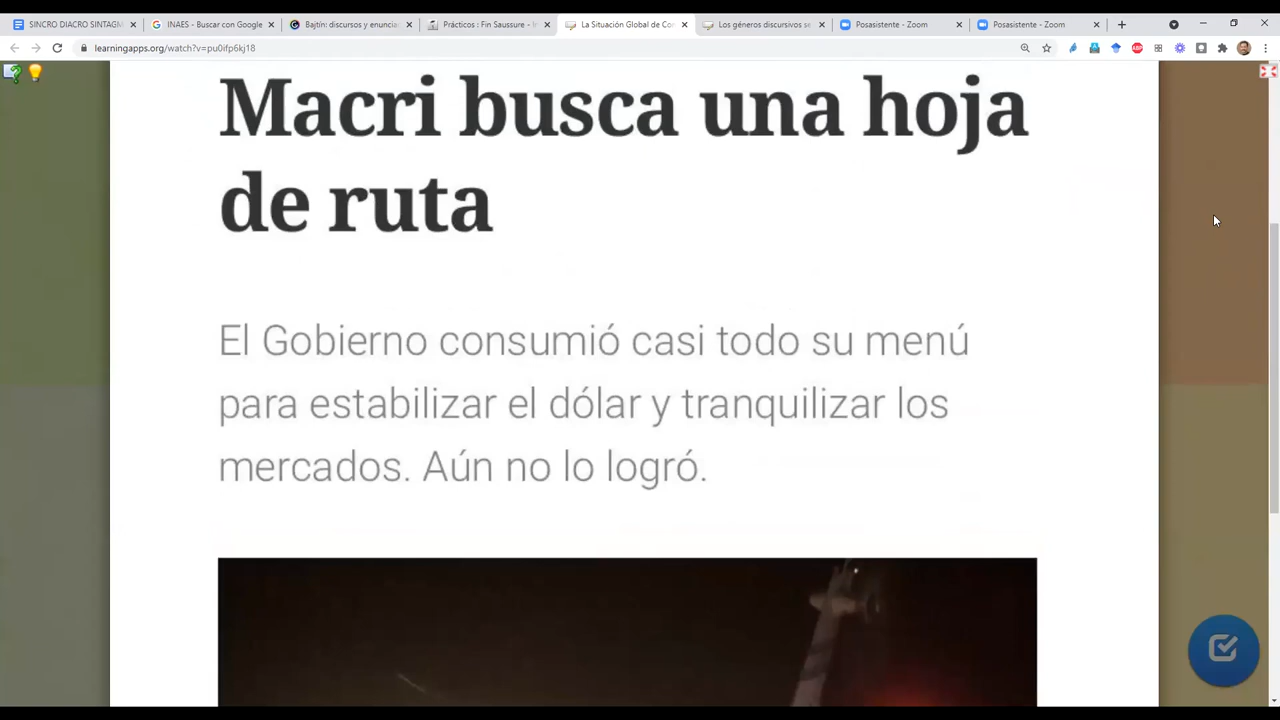 SINCRO DIACRO SINTAGM
INAES - Buscar con Google
Bajtín: discursos y enuncia
Prácticos : Fin Saussure - I
La Situación Global de Cor
Los géneros discursivos se
Posasistente - Zoom
Posasistente - Zoom
learningapps.org/watch?v=pu0ifp6kj18
Macri busca una hoja
de ruta
El Gobierno consumió casi todo su menú
para estabilizar el dólar y tranquilizar los
mercados. Aún no lo logró.